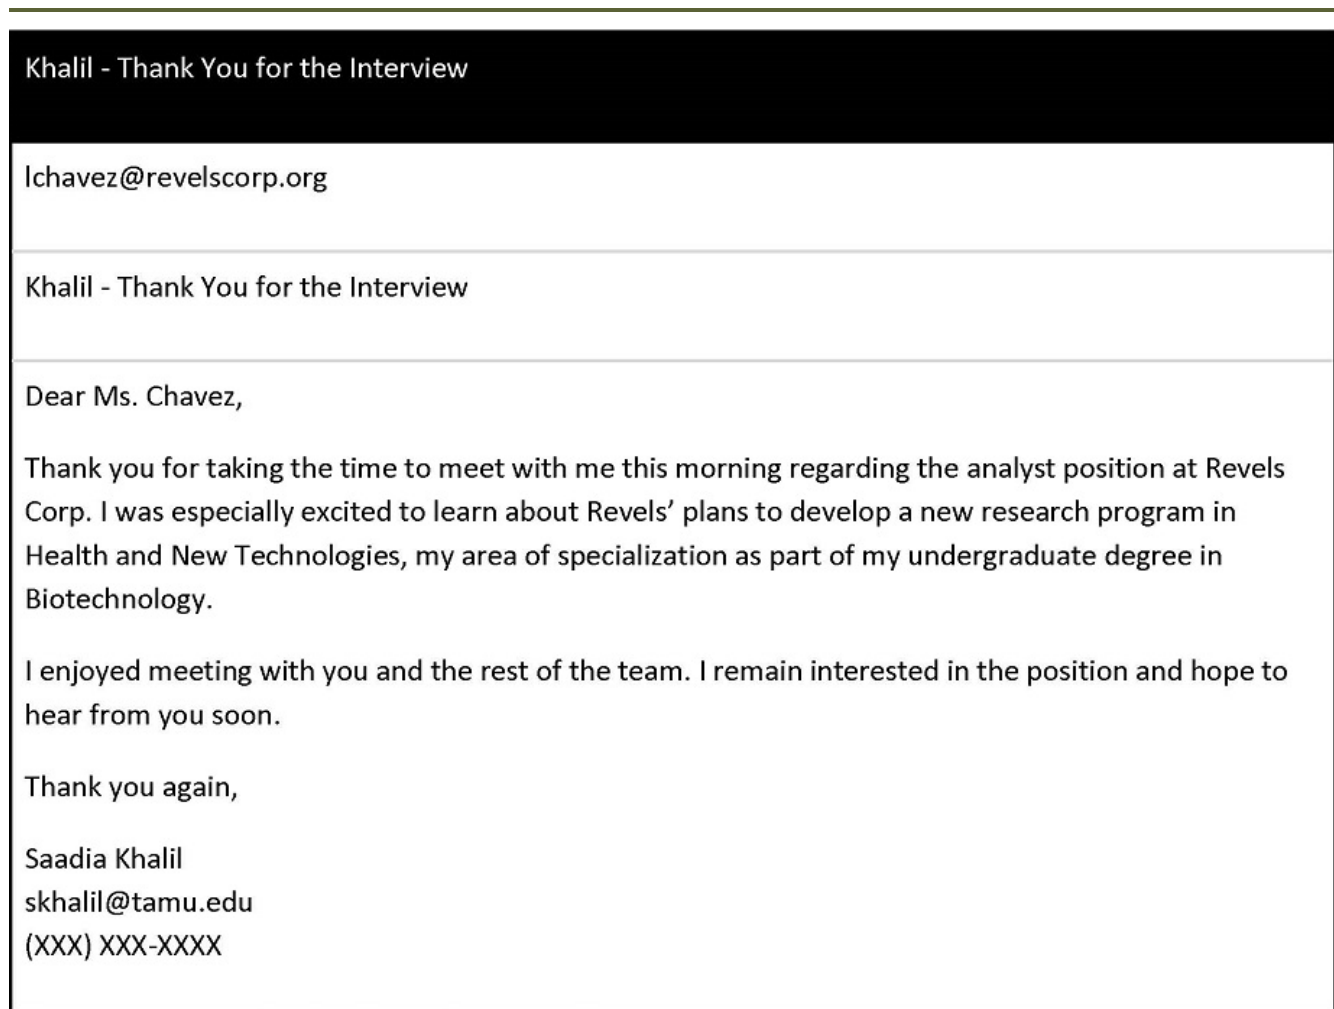 Khalil - Thank You for the Interview
lchavez@revelscorp.org
Khalil - Thank You for the Interview
Dear Ms. Chavez,
Thank you for taking the time to meet with me this morning regarding the analyst position at Revels
Corp. I was especially excited to learn about Revels’ plans to develop a new research program in
Health and New Technologies, my area of specialization as part of my undergraduate degree in
Biotechnology.
I enjoyed meeting with you and the rest of the team. I remain interested in the position and hope to
hear from you soon.
Thank you again,
Saadia Khalil
skhalil@tamu.edu
(XXX) XXX-XXXX